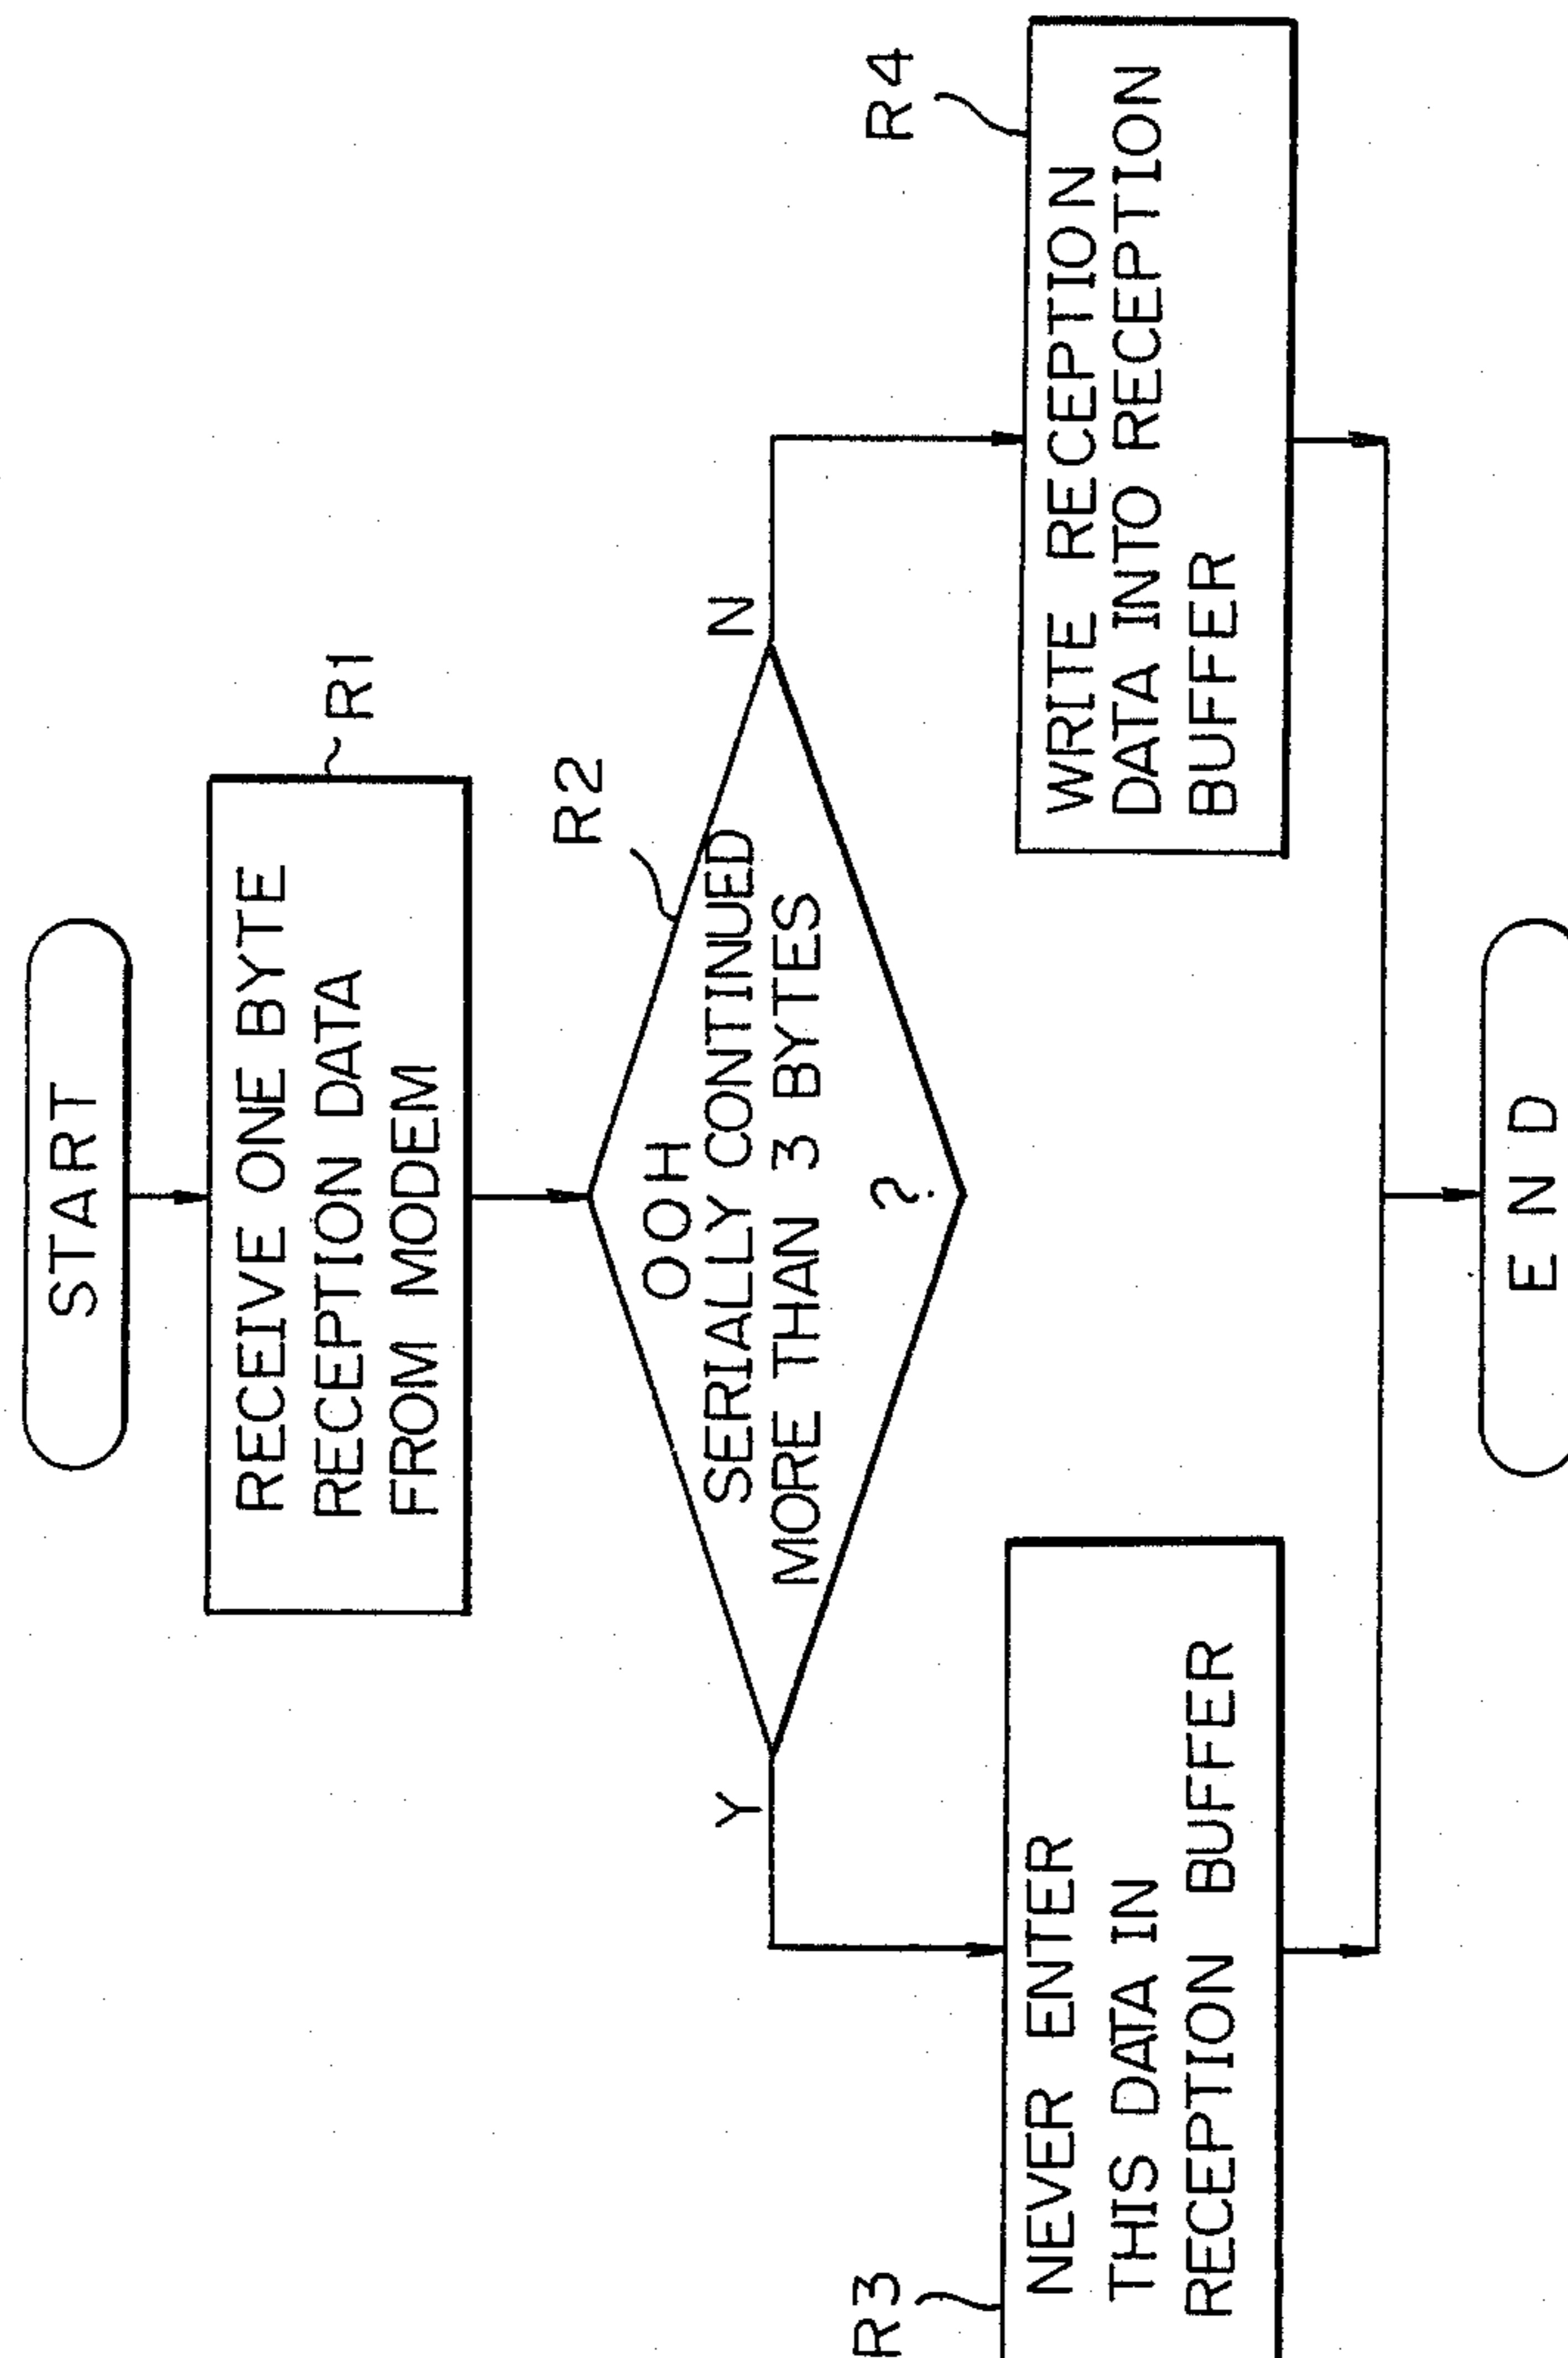 START
RECEIVE ONE BYTE
RECEPTION DATA
FROM MODEM
R1
OOH
SERIALLY CONTINUED
MORE THAN 3 BYTES
?
R2
Y
N
R3
NEVER ENTER
THIS DATA IN
RECEPTION BUFFER
R4
WRITE RECEPTION
DATA INTO RECEPTION
BUFFER
END